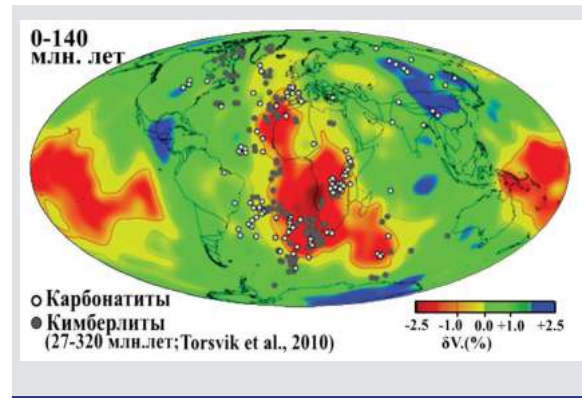 0-140
млн. лет
Карбонатиты
Кимберлиты
(27-320 млн.лет;Torsvik et al., 2010)
-2.5 -1.0 0.0 +1.0 +2.5
δV.(%)